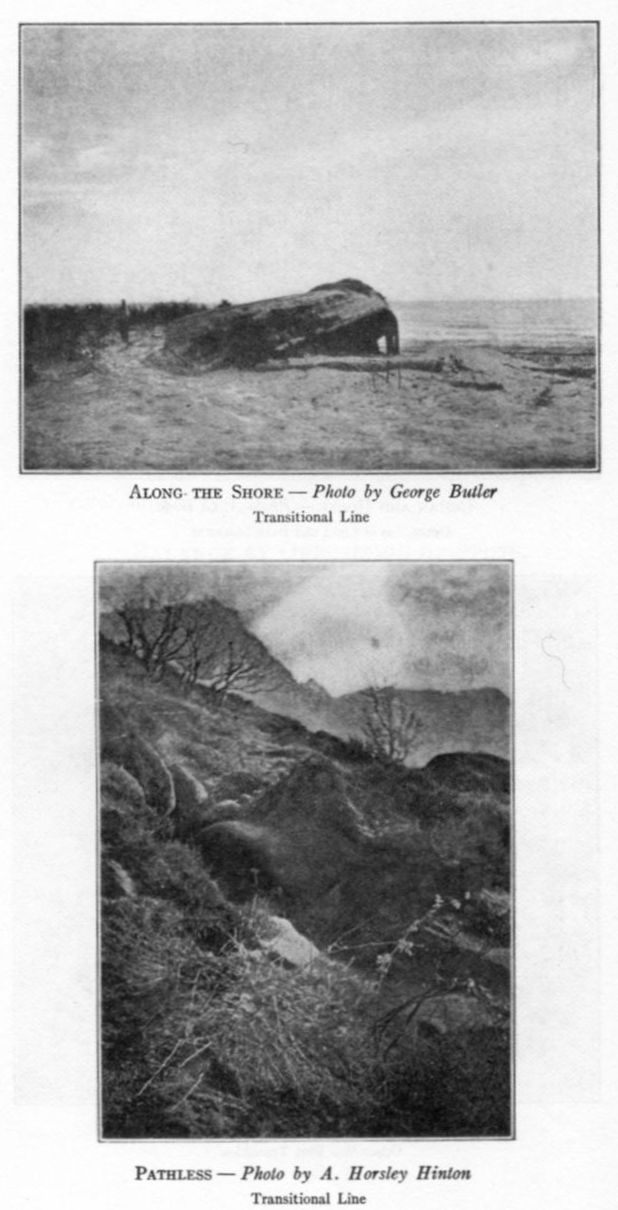 Along the Shore — Photo by George Butler
Transitional Line
Pathless — Photo by A. Horsley Hinton
Transitional Line